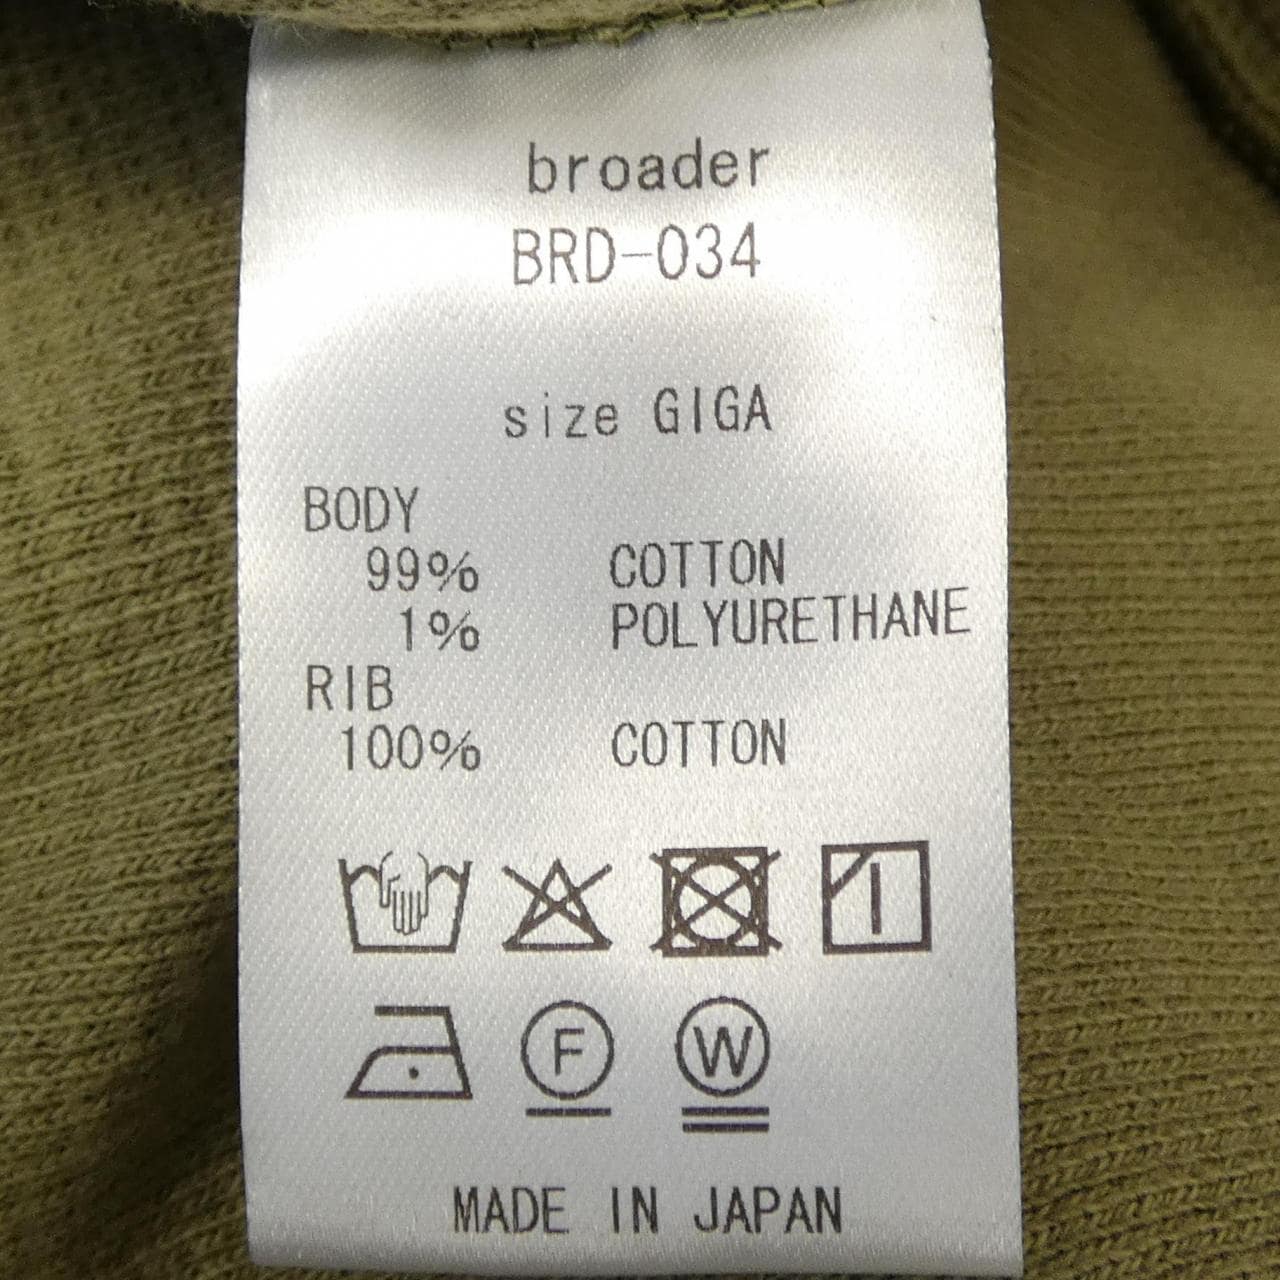 broader
BRD-034
size GIGA
BODY
99% COTTON
1% POLYURETHANE
RIB
100% COTTON
F W
MADE IN JAPAN